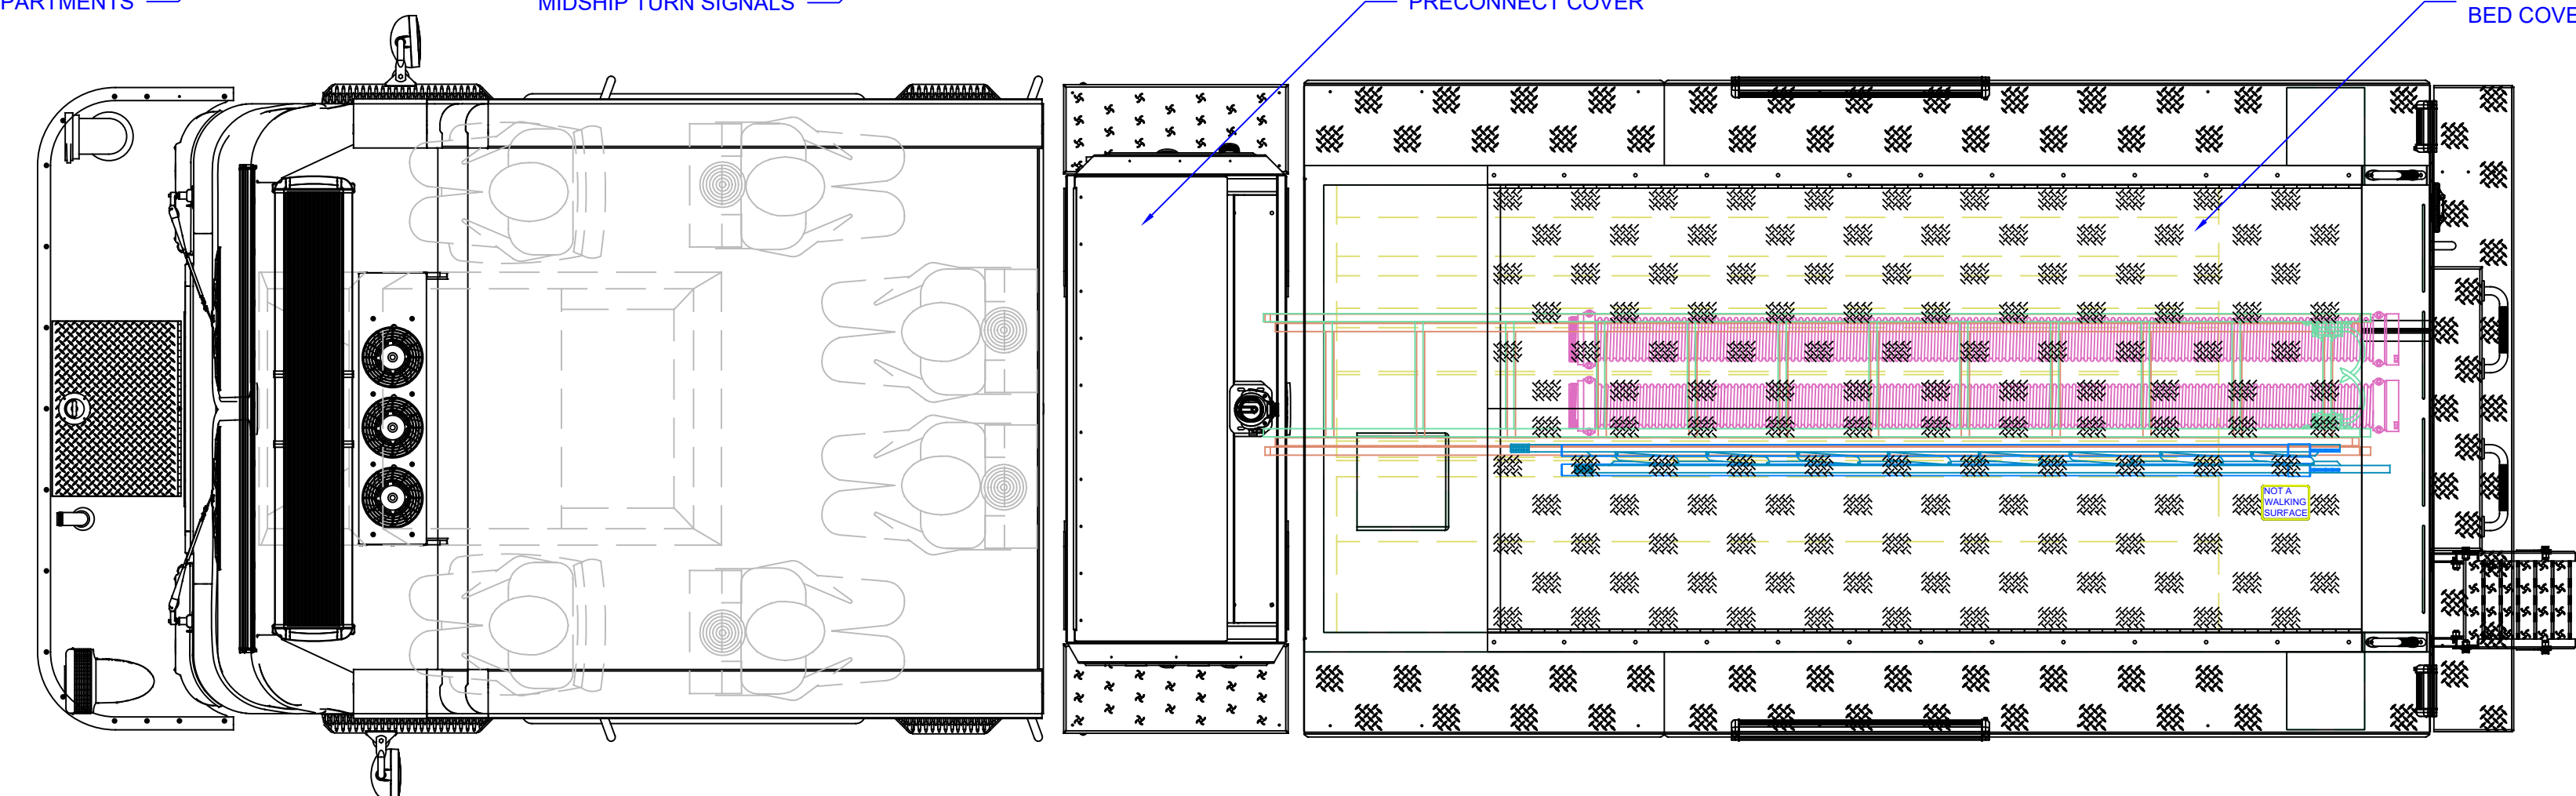 PARTMENTS
MIDSHIP TURN SIGNALS
PRECONNECT COVER
BED COVE
NOT A
WALKING
SURFACE